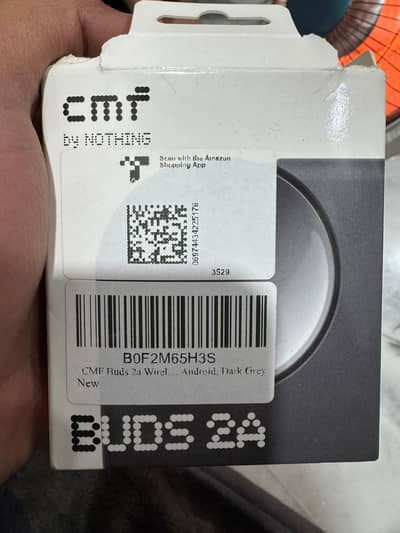 cmf
by NOTHING
Scan with the Amazon
Shopping App
3529
B0F2M65H3S
CMF Buds 2a Wirel..., Android, Dark Grey
New
BUDS 2A